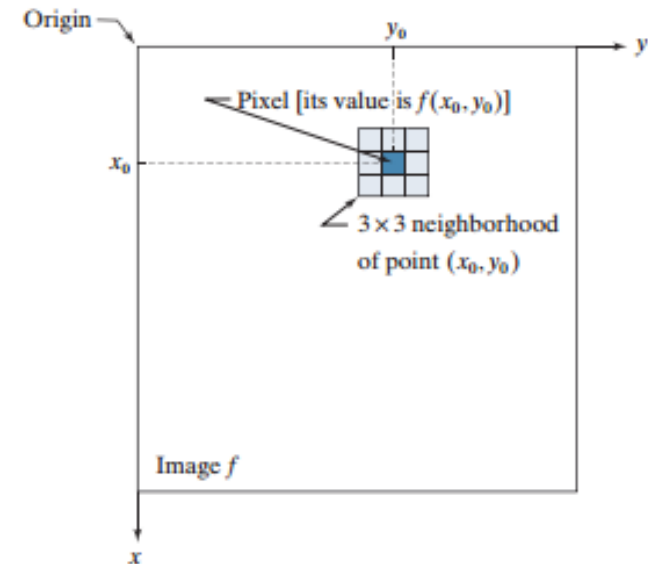 Origin
y₀
y
Pixel [its value is f(x₀, y₀)]
x₀
3 × 3 neighborhood
of point (x₀, y₀)
Image f
x